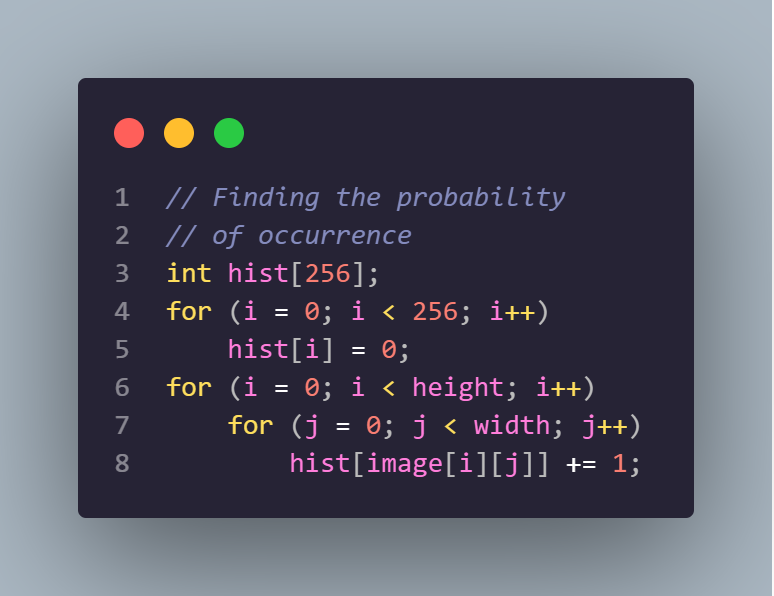 1 // Finding the probability
2 // of occurrence
3 int hist[256];
4 for (i = 0; i < 256; i++)
5     hist[i] = 0;
6 for (i = 0; i < height; i++)
7     for (j = 0; j < width; j++)
8         hist[image[i][j]] += 1;